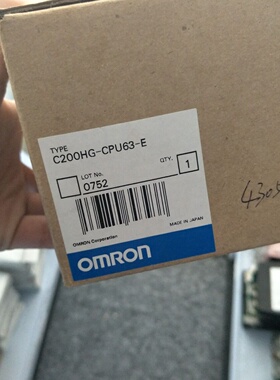 TYPE
C200HG-CPU63-E
LOT No.
QTY.
0752
1
MADE IN JAPAN
OMRON Corporation
OMRON